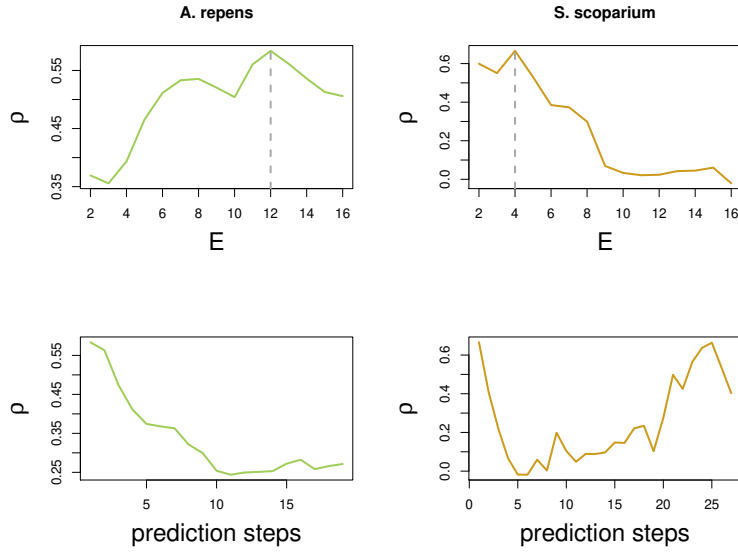 A. repens
S. scoparium
ρ
0.35 0.45 0.55
2 4 6 8 10 12 14 16
E
ρ
0.0 0.2 0.4 0.6
2 4 6 8 10 12 14 16
E
ρ
0.25 0.35 0.45 0.55
5 15
prediction steps
ρ
0.0 0.2 0.4 0.6
0 5 10 15 20 25
prediction steps